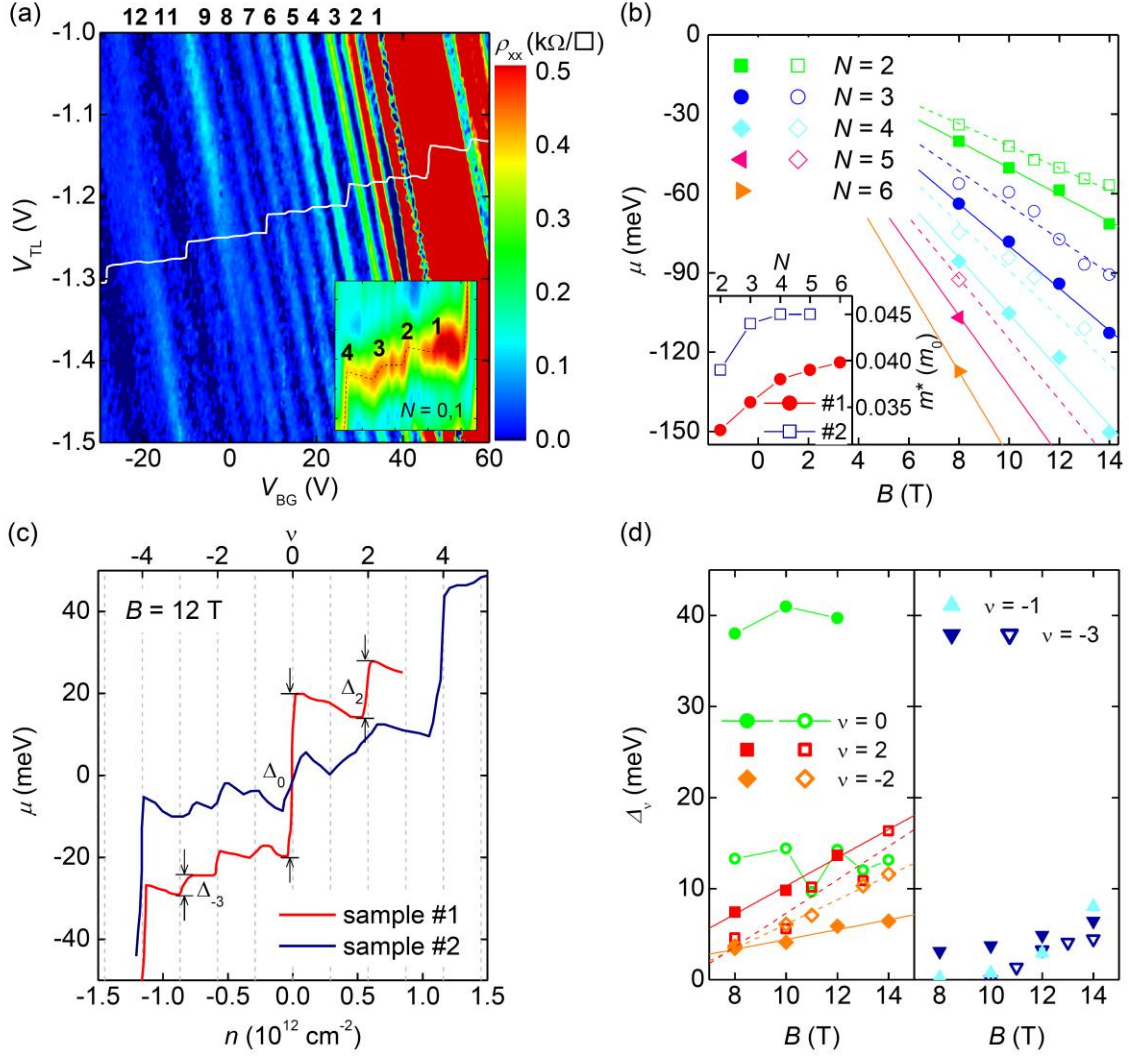 (a)
12 11 9 8 7 6 5 4 3 2 1
ρxx (kΩ/□)
-1.0
-1.1
-1.2
-1.3
-1.4
-1.5
VTL (V)
0.5
0.4
0.3
0.2
0.1
0.0
4 3 2 1
N = 0,1
-20 0 20 40 60
VBG (V)
(b)
0
-30
-60
-90
-120
-150
μ (meV)
N = 2
N = 3
N = 4
N = 5
N = 6
N
2 3 4 5 6
0.045
0.040
0.035
m* (m0)
#1
#2
0 2 4 6 8 10 12 14
B (T)
(c)
ν
-4 -2 0 2 4
B = 12 T
40
20
0
-20
-40
μ (meV)
Δ2
Δ0
Δ-3
sample #1
sample #2
-1.5 -1.0 -0.5 0.0 0.5 1.0 1.5
n (10¹² cm⁻²)
(d)
40
30
20
10
0
Δν (meV)
ν = 0
ν = 2
ν = -2
ν = -1
ν = -3
8 10 12 14 8 10 12 14
B (T) B (T)